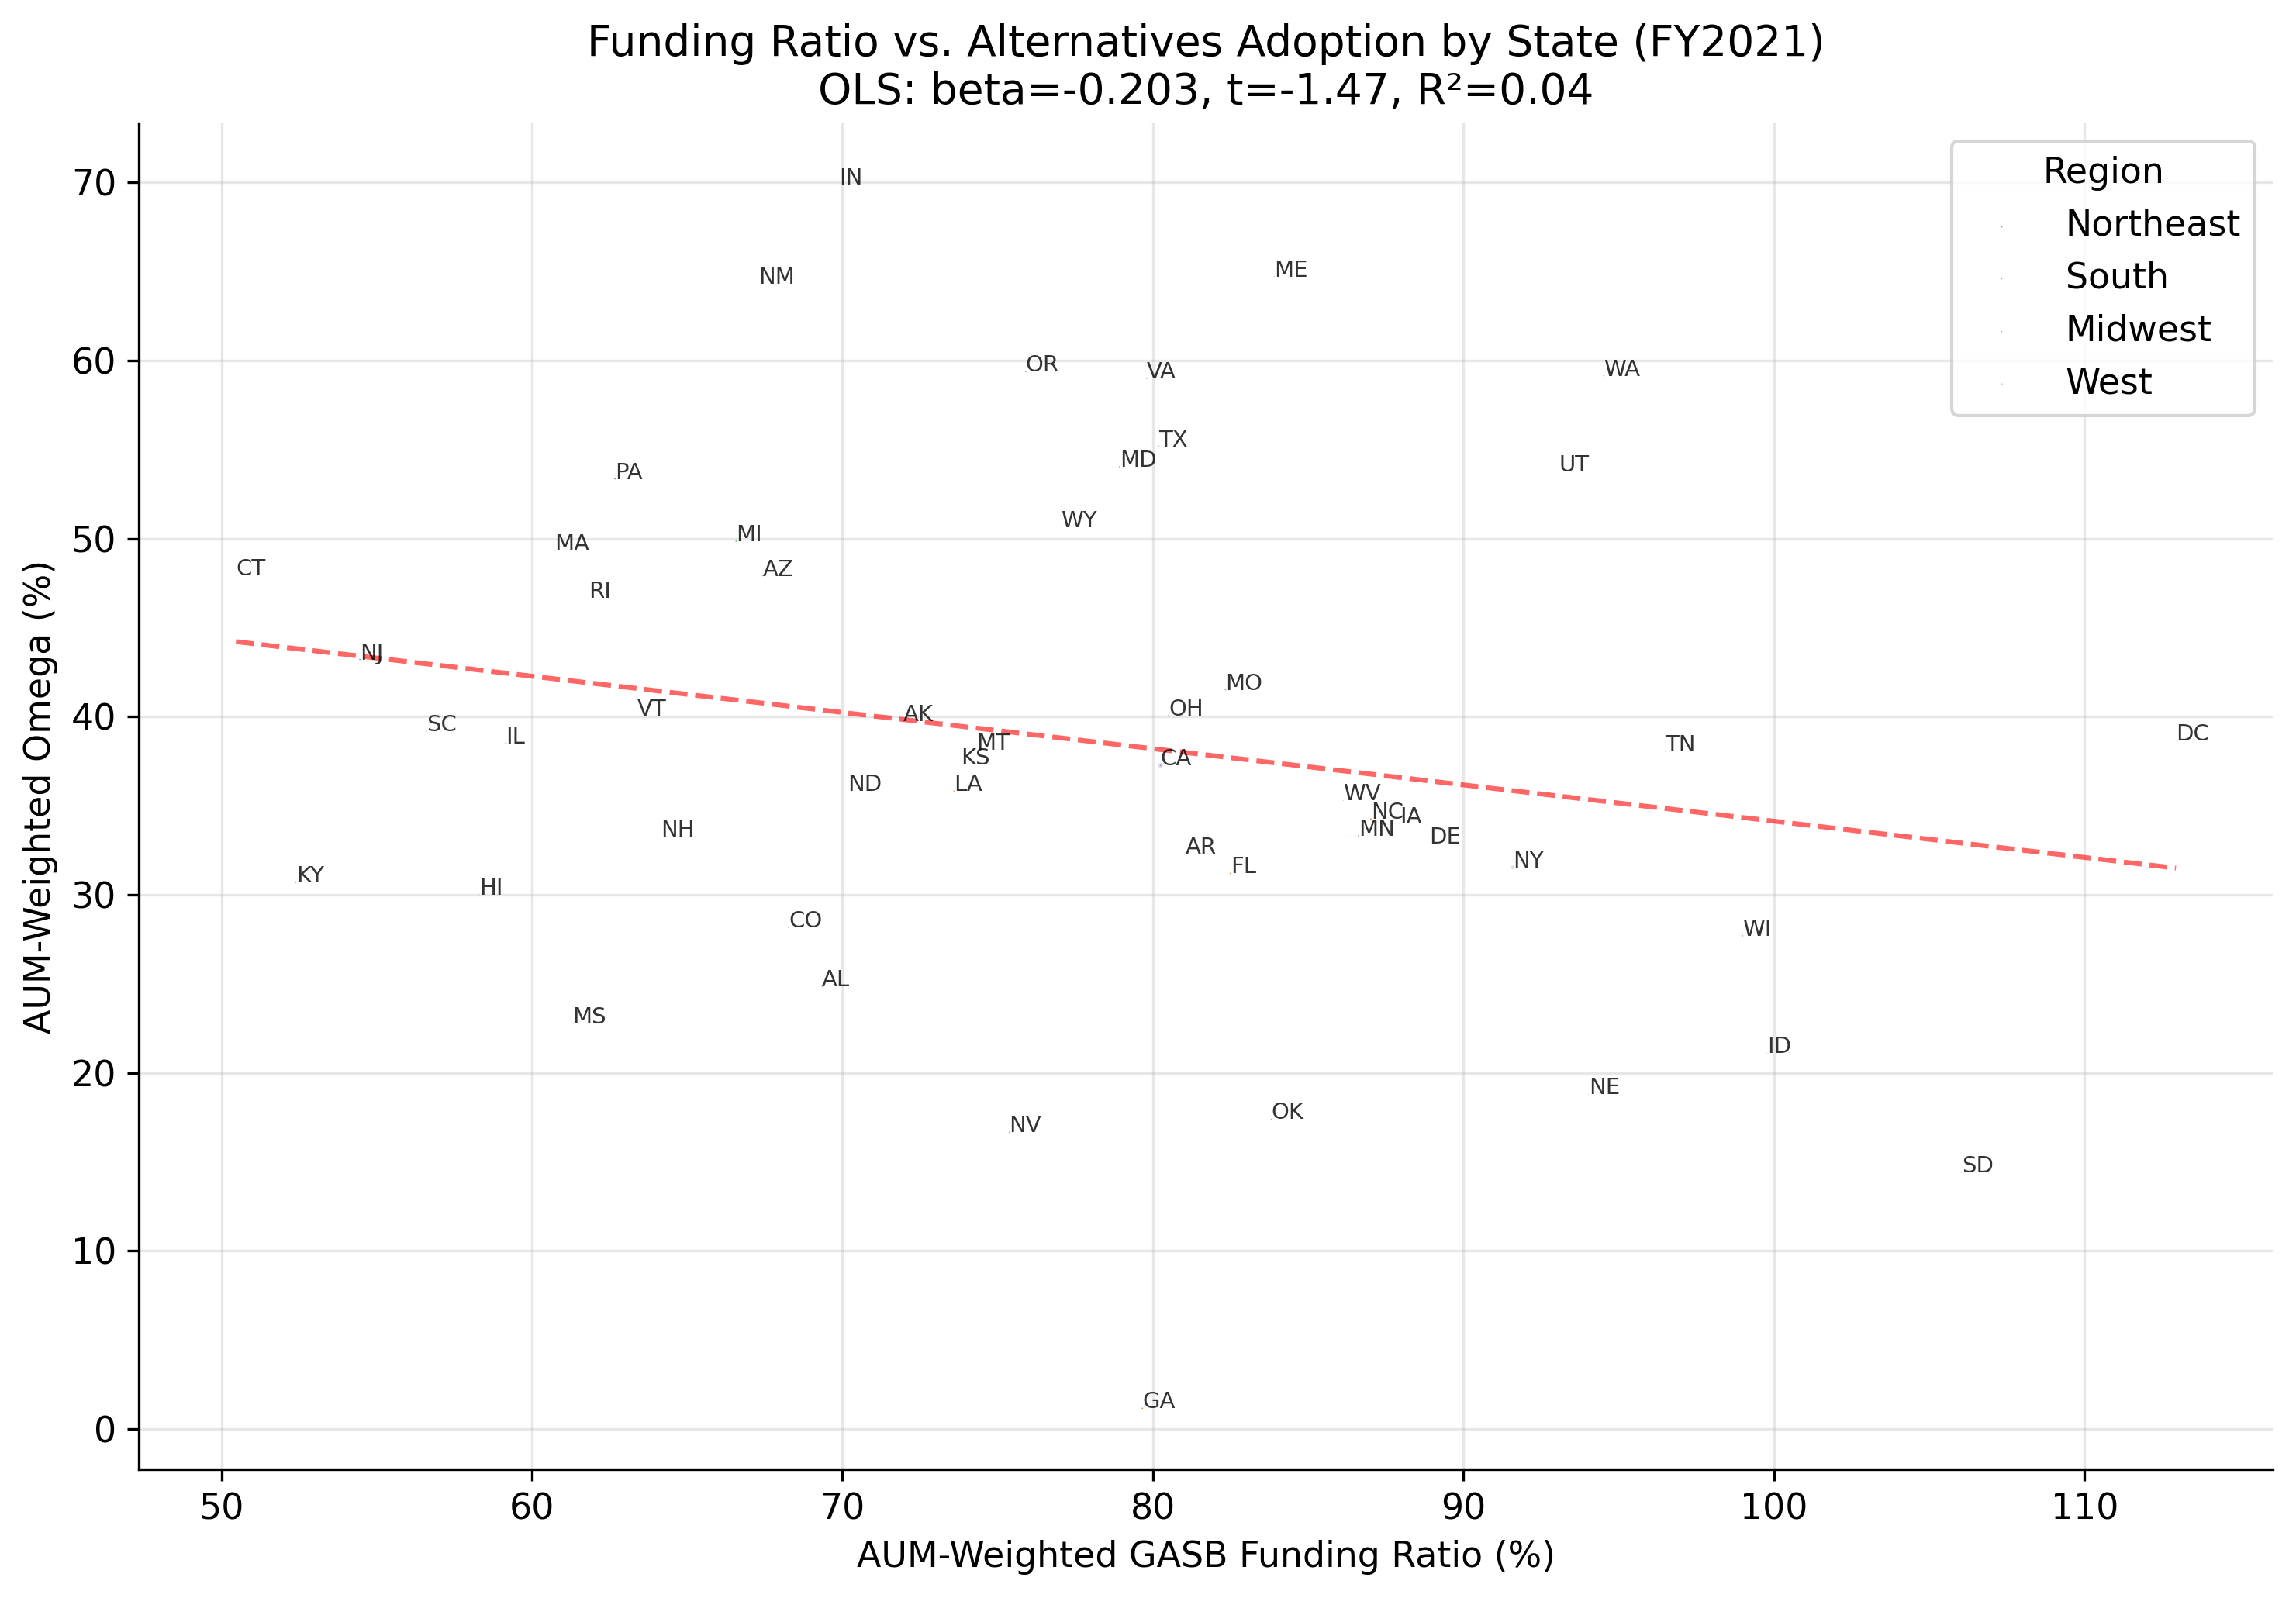 Funding Ratio vs. Alternatives Adoption by State (FY2021)
OLS: beta=-0.203, t=-1.47, R²=0.04
Region
Northeast
South
Midwest
West
AUM-Weighted Omega (%)
70
60
50
40
30
20
10
0
IN
NM
ME
OR
VA
WA
TX
MD
UT
PA
WY
MI
MA
CT
AZ
RI
NJ
MO
VT
AK
OH
SC
IL
MT
TN
DC
KS
CA
ND
LA
WV
NC
IA
MN
DE
NH
AR
FL
NY
KY
HI
CO
WI
AL
MS
ID
NE
OK
NV
SD
GA
50
60
70
80
90
100
110
AUM-Weighted GASB Funding Ratio (%)